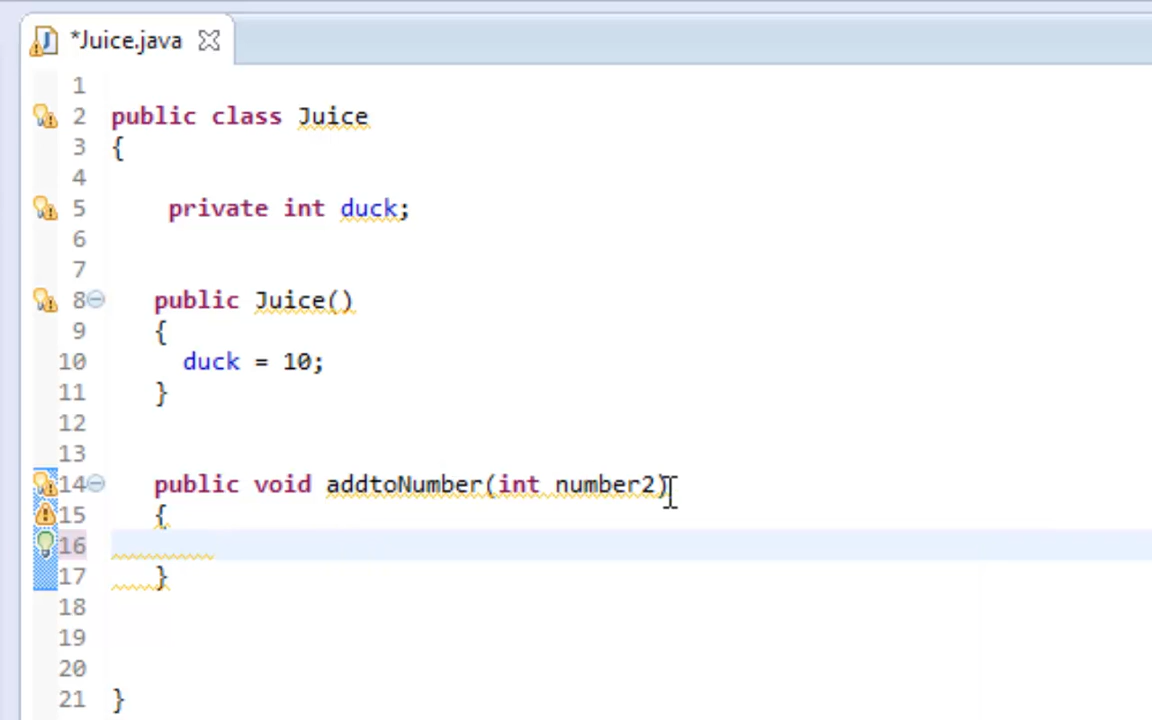 *Juice.java
1
2 public class Juice
3 {
4
5 private int duck;
6
7
8 public Juice()
9 {
10 duck = 10;
11 }
12
13
14 public void addtoNumber(int number2)
15 {
16
17 }
18
19
20
21 }